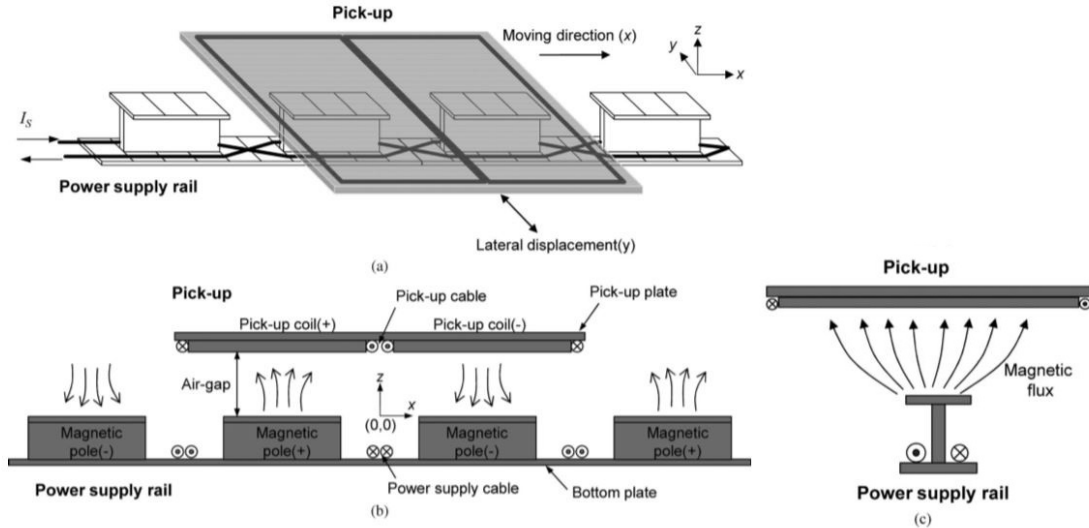 Pick-up
Moving direction (x)
z
y
x
I_S
Power supply rail
Lateral displacement(y)
(a)
Pick-up
Pick-up cable
Pick-up plate
Pick-up coil(+)
Pick-up coil(-)
Air-gap
z
x
(0,0)
Magnetic
pole(-)
Magnetic
pole(+)
Magnetic
pole(-)
Magnetic
pole(+)
Power supply rail
Power supply cable
Bottom plate
(b)
Pick-up
Magnetic
flux
Power supply rail
(c)